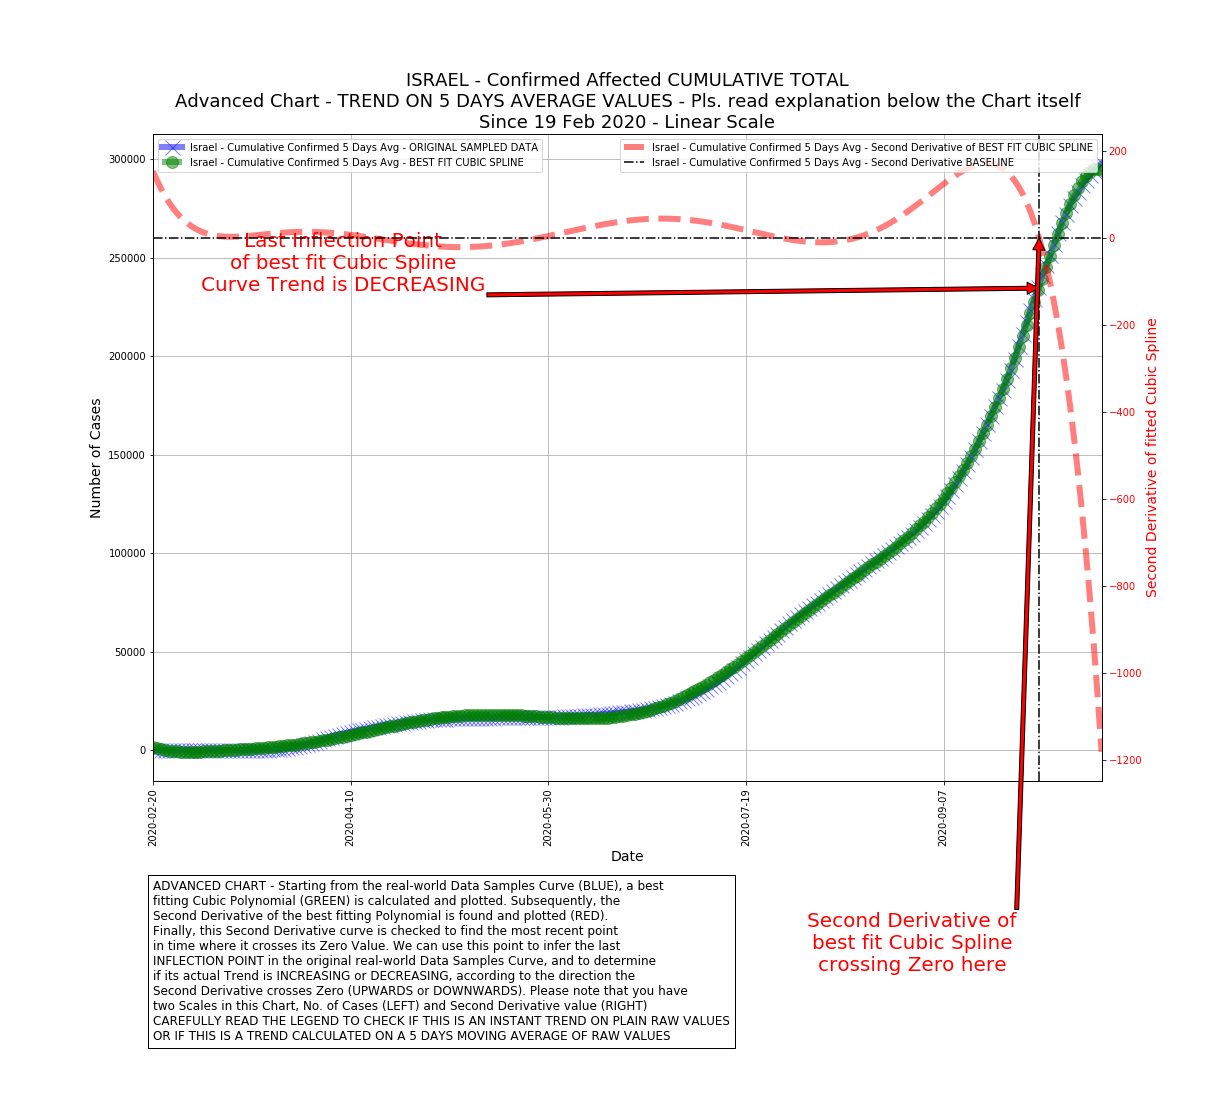 ISRAEL - Confirmed Affected CUMULATIVE TOTAL
Advanced Chart - TREND ON 5 DAYS AVERAGE VALUES - Pls. read explanation below the Chart itself
Since 19 Feb 2020 - Linear Scale
Israel - Cumulative Confirmed 5 Days Avg - ORIGINAL SAMPLED DATA
Israel - Cumulative Confirmed 5 Days Avg - BEST FIT CUBIC SPLINE
Israel - Cumulative Confirmed 5 Days Avg - Second Derivative of BEST FIT CUBIC SPLINE
Israel - Cumulative Confirmed 5 Days Avg - Second Derivative BASELINE
300000
250000
200000
150000
100000
50000
0
Number of Cases
200
0
−200
−400
−600
−800
−1000
−1200
Second Derivative of fitted Cubic Spline
Last Inflection Point
of best fit Cubic Spline
Curve Trend is DECREASING
2020-02-20
2020-04-10
2020-05-30
2020-07-19
2020-09-07
Date
Second Derivative of
best fit Cubic Spline
crossing Zero here
ADVANCED CHART - Starting from the real-world Data Samples Curve (BLUE), a best
fitting Cubic Polynomial (GREEN) is calculated and plotted. Subsequently, the
Second Derivative of the best fitting Polynomial is found and plotted (RED).
Finally, this Second Derivative curve is checked to find the most recent point
in time where it crosses its Zero Value. We can use this point to infer the last
INFLECTION POINT in the original real-world Data Samples Curve, and to determine
if its actual Trend is INCREASING or DECREASING, according to the direction the
Second Derivative crosses Zero (UPWARDS or DOWNWARDS). Please note that you have
two Scales in this Chart, No. of Cases (LEFT) and Second Derivative value (RIGHT)
CAREFULLY READ THE LEGEND TO CHECK IF THIS IS AN INSTANT TREND ON PLAIN RAW VALUES
OR IF THIS IS A TREND CALCULATED ON A 5 DAYS MOVING AVERAGE OF RAW VALUES